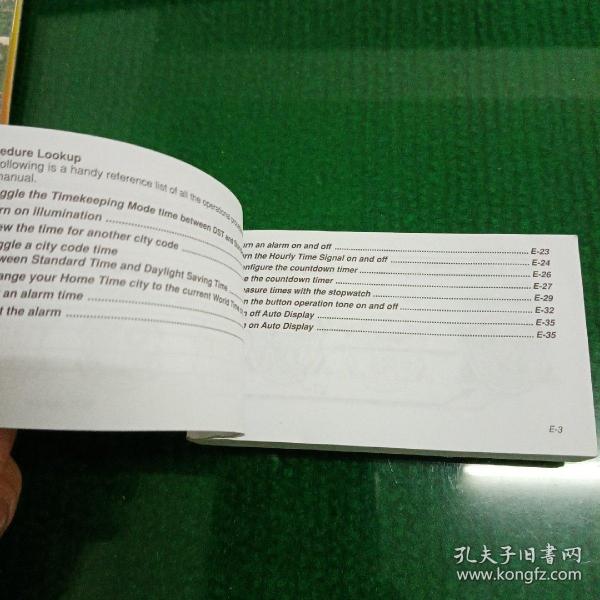 edure Lookup
ollowing is a handy reference list of all the operational
manual.
ggle the Timekeeping Mode time between DST and
rn on illumination
ew the time for another city code
ggle a city code time
ween Standard Time and Daylight Saving Time
ange your Home Time city to the current World Time
an alarm time
t the alarm
urn an alarm on and off E-23
rn the Hourly Time Signal on and off E-24
onfigure the countdown timer E-26
e the countdown timer E-27
easure times with the stopwatch E-29
n the button operation tone on and off E-32
n off Auto Display E-35
n on Auto Display E-35
E-3
孔夫子旧书网
www.kongfz.com